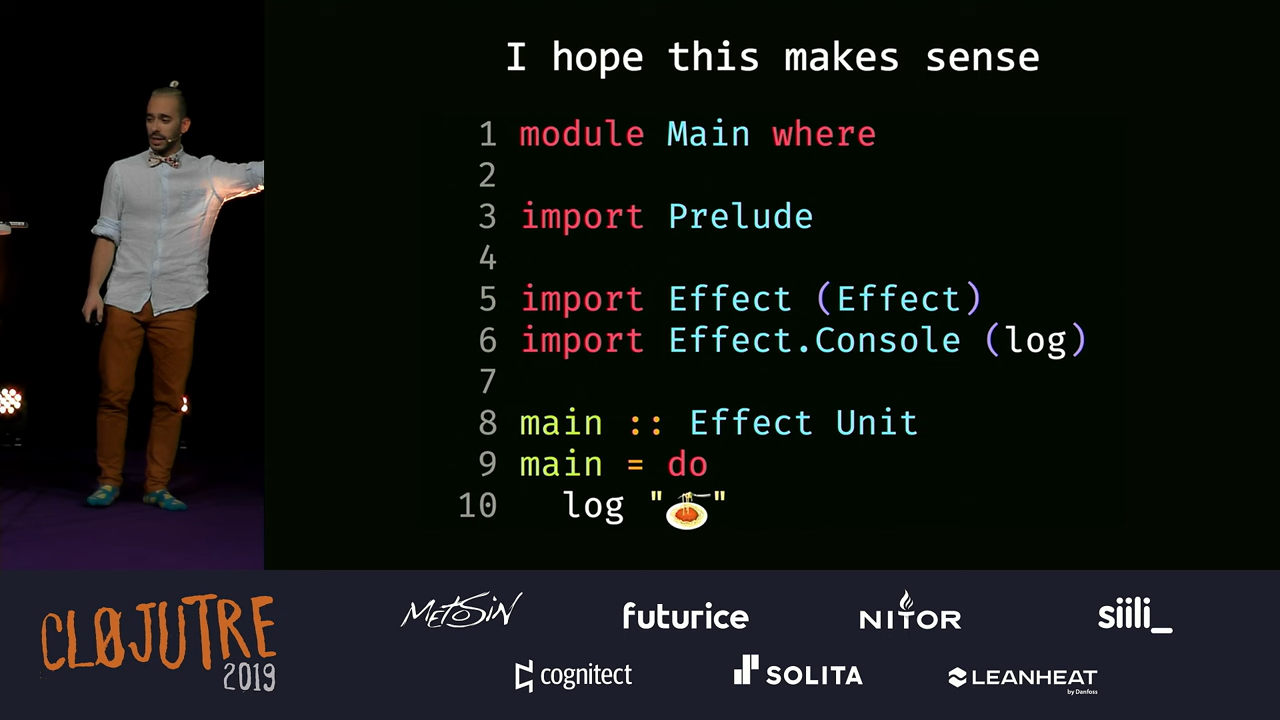 I hope this makes sense
1 module Main where
2
3 import Prelude
4
5 import Effect (Effect)
6 import Effect.Console (log)
7
8 main :: Effect Unit
9 main = do
10 log "🍝"
CLØJUTRE
2019
METOSIN
futurice
NITOR
siili_
cognitect
SOLITA
LEANHEAT
by Danfoss